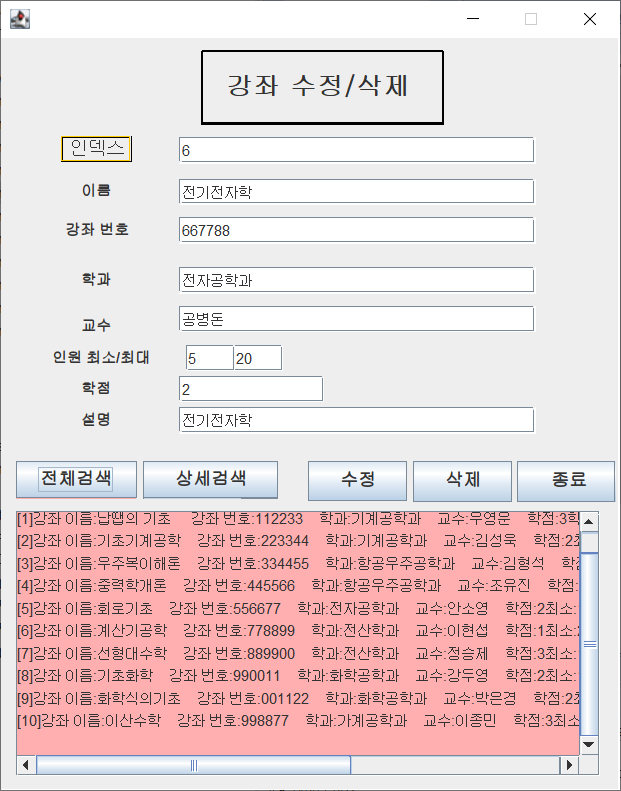 강좌 수정/삭제
인덱스 6
이름 전기전자학
강좌 번호 667788
학과 전자공학과
교수 공병돈
인원 최소/최대 5 20
학점 2
설명 전기전자학
전체검색 상세검색 수정 삭제 종료
[1]강좌 이름:납땝의 기초 강좌 번호:112233 학과:기계공학과 교수:우영운 학점:3학
[2]강좌 이름:기초기계공학 강좌 번호:223344 학과:기계공학과 교수:김성욱 학점:2최
[3]강좌 이름:우주복이해론 강좌 번호:334455 학과:항공우주공학과 교수:김형석 학점
[4]강좌 이름:중력학개론 강좌 번호:445566 학과:항공우주공학과 교수:조유진 학점:
[5]강좌 이름:회로기초 강좌 번호:556677 학과:전자공학과 교수:안소영 학점:2최소:
[6]강좌 이름:계산기공학 강좌 번호:778899 학과:전산학과 교수:이현섭 학점:1최소:
[7]강좌 이름:선형대수학 강좌 번호:889900 학과:전산학과 교수:정승제 학점:3최소:
[8]강좌 이름:기초화학 강좌 번호:990011 학과:화학공학과 교수:강두영 학점:2최소:
[9]강좌 이름:화학식의기초 강좌 번호:001122 학과:화학공학과 교수:박은경 학점:2최
[10]강좌 이름:이산수학 강좌 번호:998877 학과:가계공학과 교수:이종민 학점:3최소